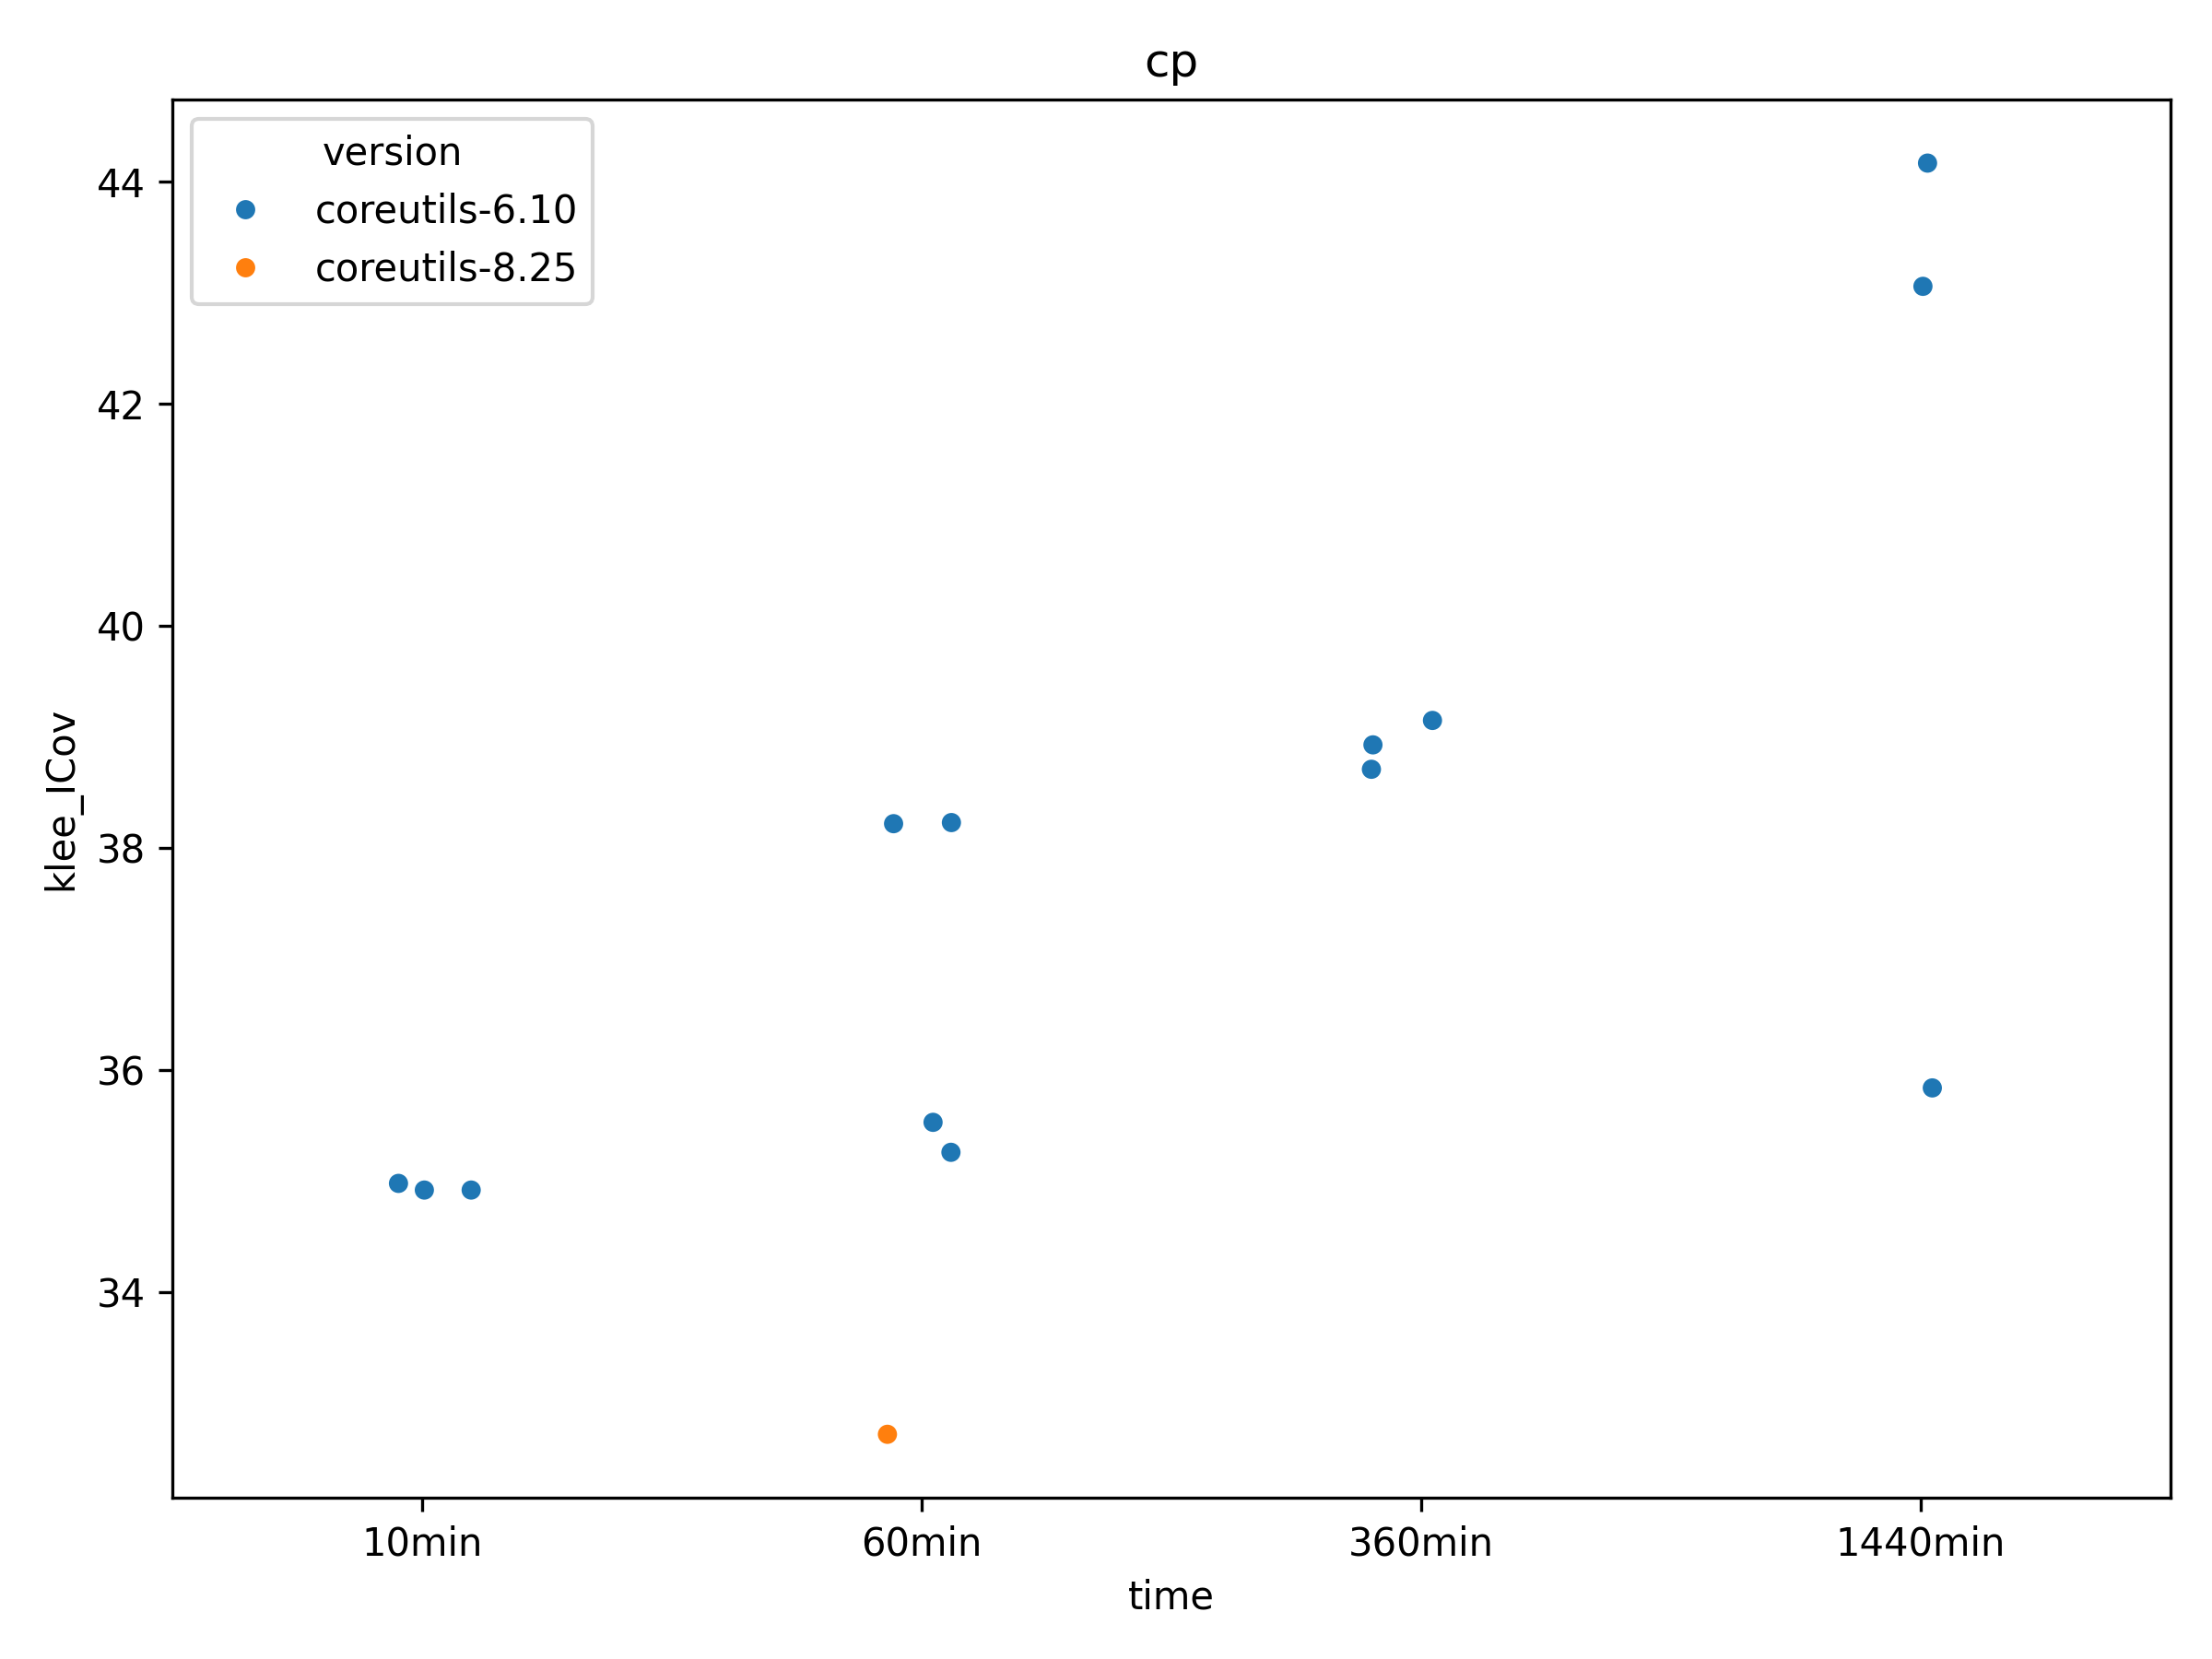 cp
version
coreutils-6.10
coreutils-8.25
44
42
40
38
36
34
klee_ICov
10min
60min
360min
1440min
time